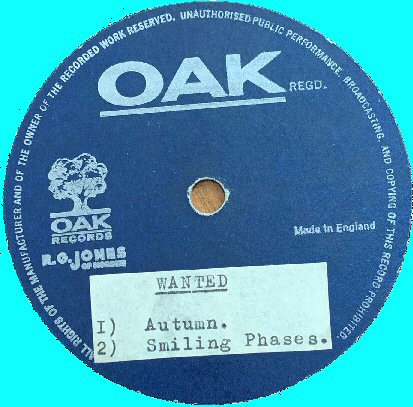 ALL RIGHTS OF THE MANUFACTURER AND OF THE OWNER OF THE RECORDED WORK RESERVED. UNAUTHORISED PUBLIC PERFORMANCE, BROADCASTING AND COPYING OF THIS RECORD PROHIBITED.
OAK
REGD.
OAK
RECORDS
R.G. JONES
OF MORDEN
Made in England
WANTED
1) Autumn.
2) Smiling Phases.